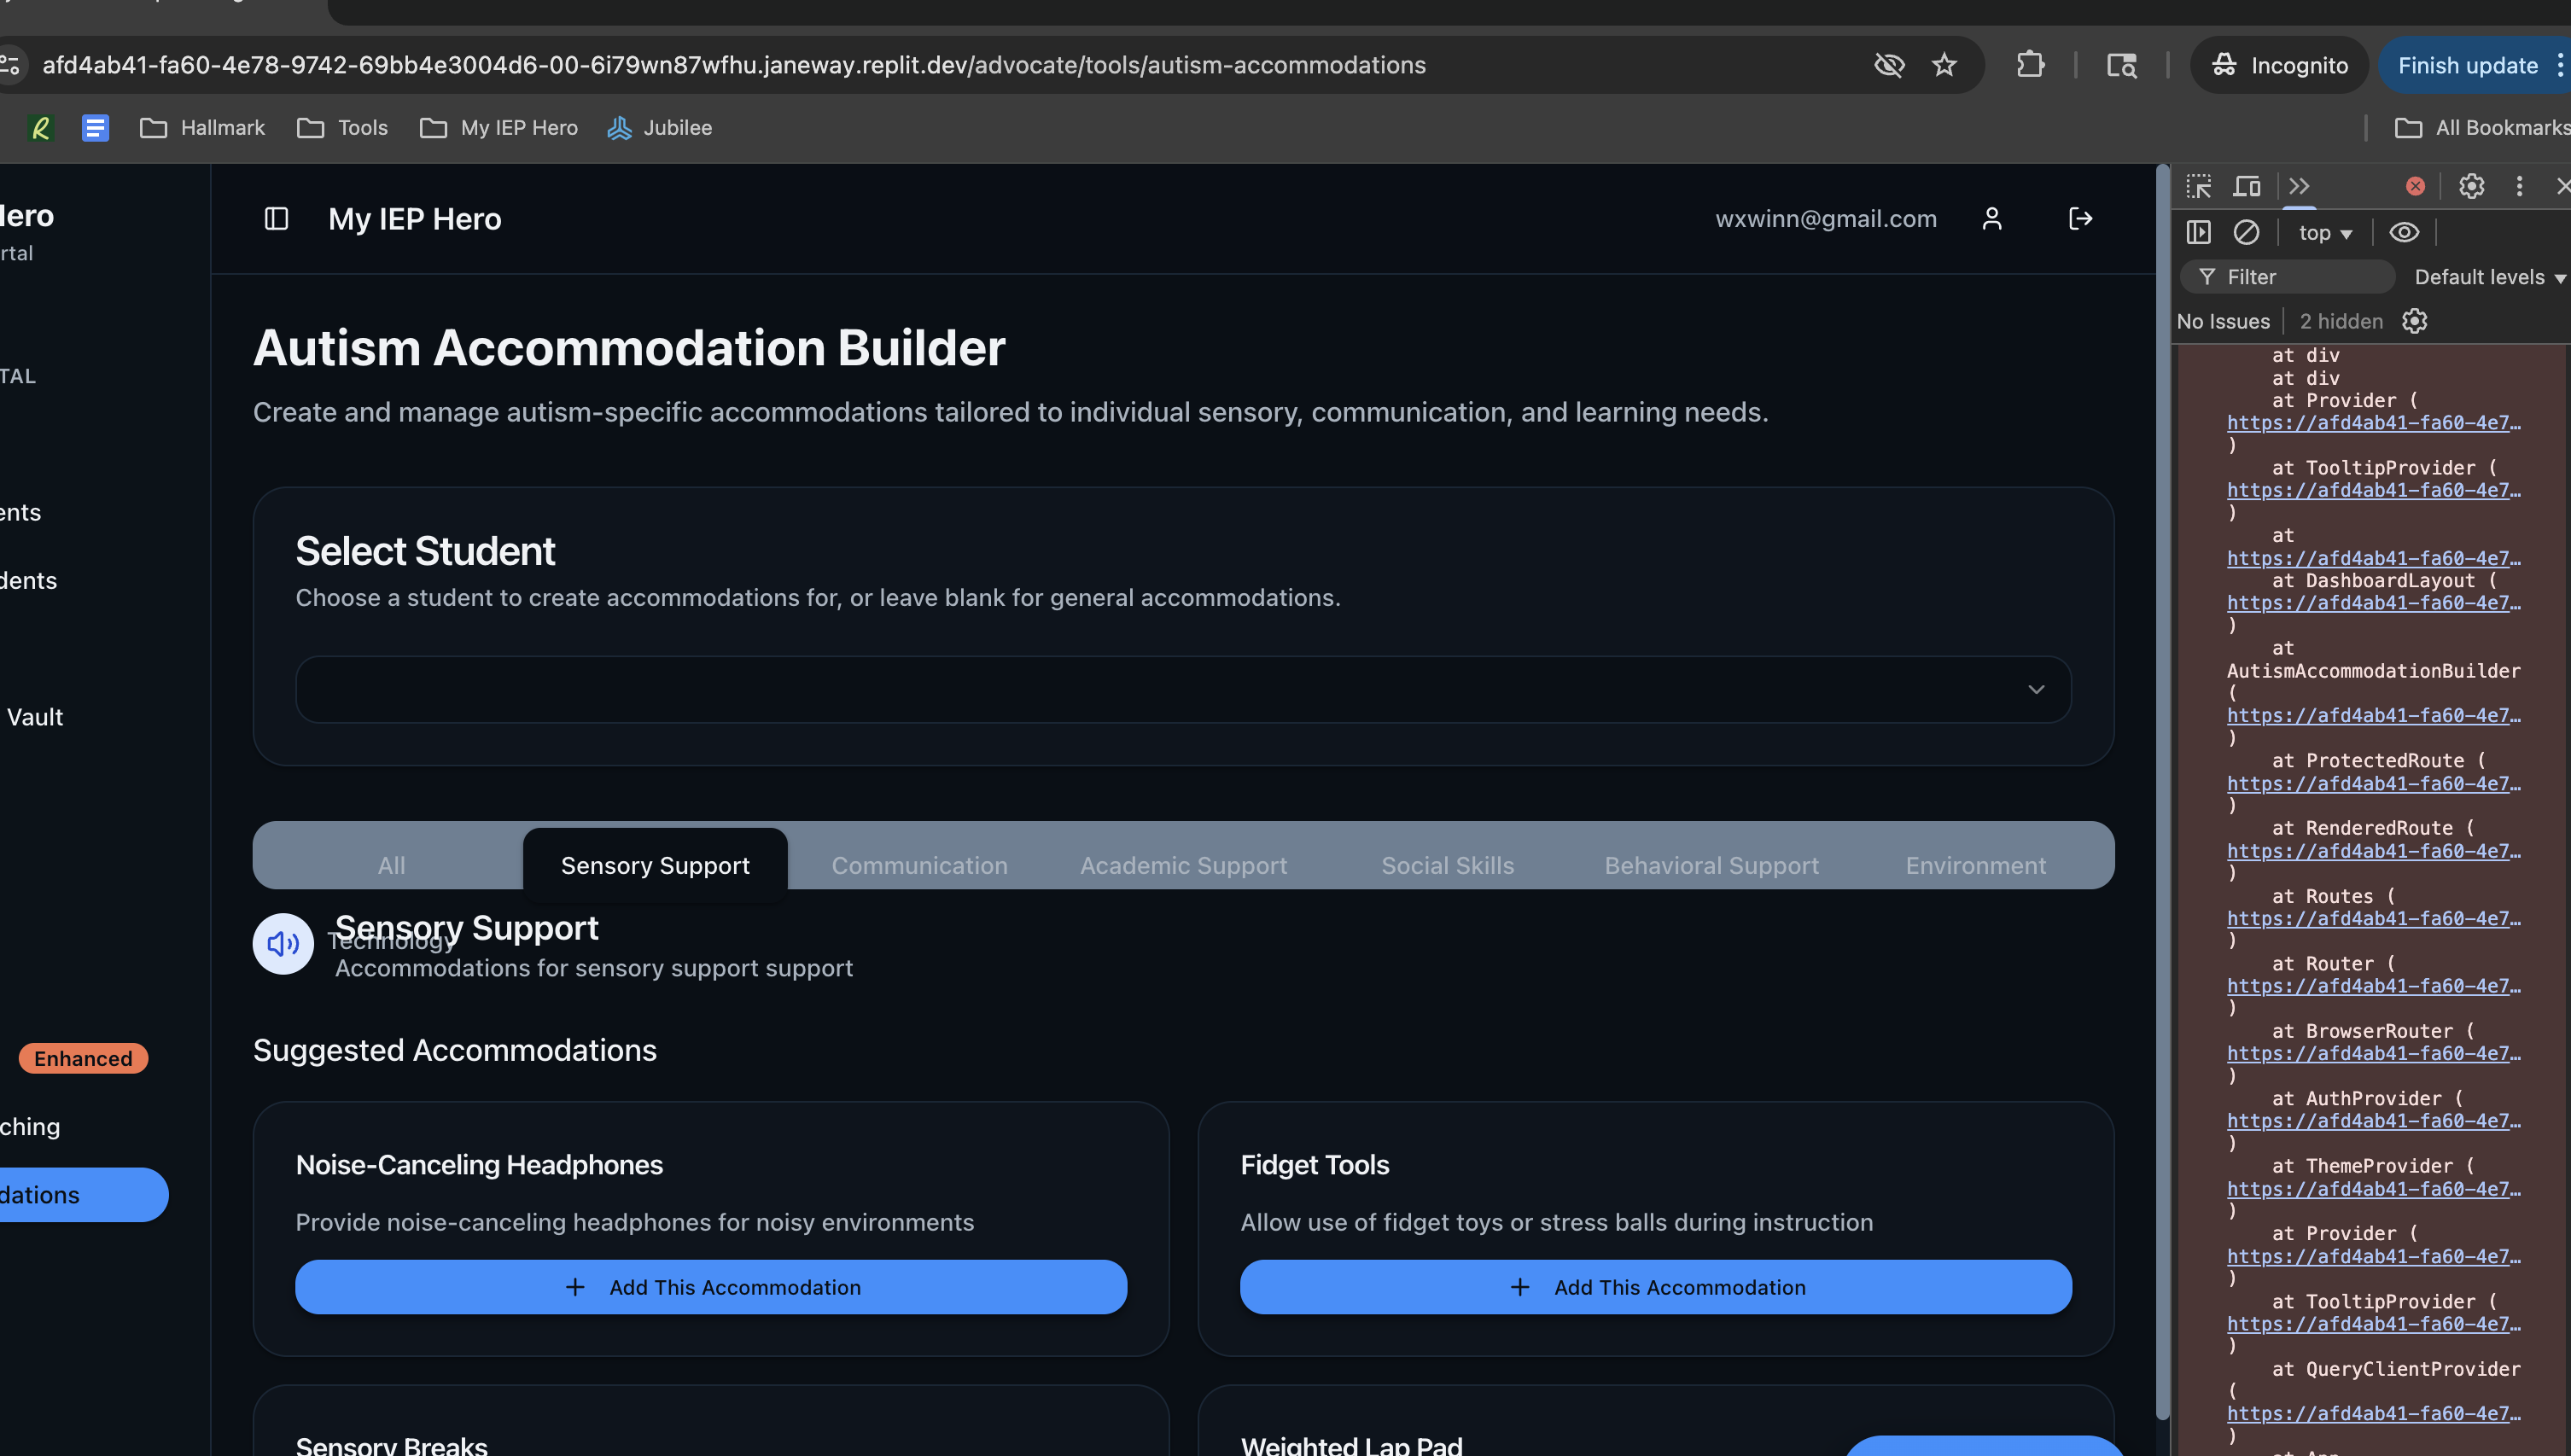 afd4ab41-fa60-4e78-9742-69bb4e3004d6-00-6i79wn87wfhu.janeway.replit.dev/advocate/tools/autism-accommodations
Incognito
Finish update
Hallmark
Tools
My IEP Hero
Jubilee
All Bookmarks
lero
rtal
TAL
ents
dents
Vault
Enhanced
ching
dations
My IEP Hero
wxwinn@gmail.com
Autism Accommodation Builder
Create and manage autism-specific accommodations tailored to individual sensory, communication, and learning needs.
Select Student
Choose a student to create accommodations for, or leave blank for general accommodations.
All
Sensory Support
Communication
Academic Support
Social Skills
Behavioral Support
Environment
Sensory Support
Technology
Accommodations for sensory support support
Suggested Accommodations
Noise-Canceling Headphones
Provide noise-canceling headphones for noisy environments
+ Add This Accommodation
Fidget Tools
Allow use of fidget toys or stress balls during instruction
+ Add This Accommodation
Sensory Breaks
Weighted Lap Pad
top
Filter
Default levels
No Issues
2 hidden
at div
at div
at Provider (
https://afd4ab41-fa60-4e7…
)
at TooltipProvider (
https://afd4ab41-fa60-4e7…
)
at
https://afd4ab41-fa60-4e7…
at DashboardLayout (
https://afd4ab41-fa60-4e7…
)
at
AutismAccommodationBuilder
(
https://afd4ab41-fa60-4e7…
)
at ProtectedRoute (
https://afd4ab41-fa60-4e7…
)
at RenderedRoute (
https://afd4ab41-fa60-4e7…
)
at Routes (
https://afd4ab41-fa60-4e7…
)
at Router (
https://afd4ab41-fa60-4e7…
)
at BrowserRouter (
https://afd4ab41-fa60-4e7…
)
at AuthProvider (
https://afd4ab41-fa60-4e7…
)
at ThemeProvider (
https://afd4ab41-fa60-4e7…
)
at Provider (
https://afd4ab41-fa60-4e7…
)
at TooltipProvider (
https://afd4ab41-fa60-4e7…
)
at QueryClientProvider
(
https://afd4ab41-fa60-4e7…
)